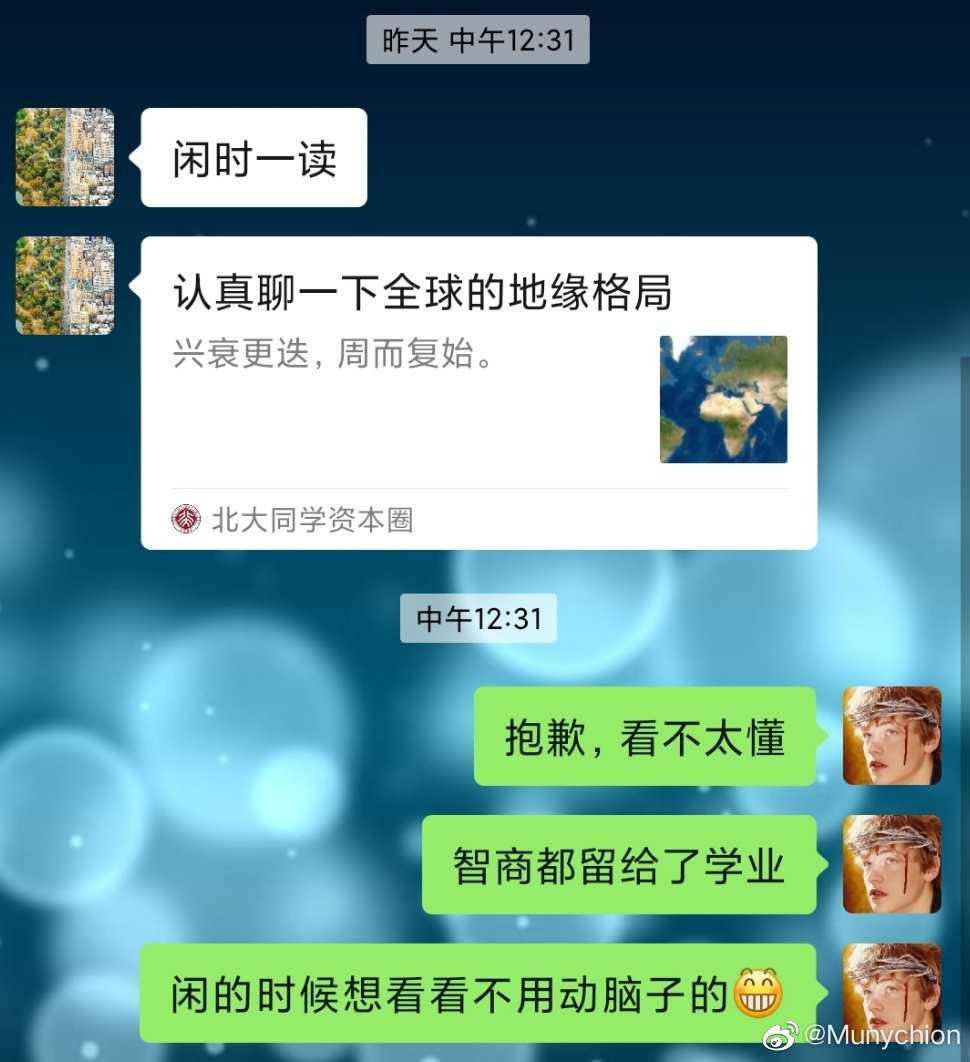 昨天 中午12:31
闲时一读
认真聊一下全球的地缘格局
兴衰更迭，周而复始。
北大同学资本圈
中午12:31
抱歉，看不太懂
智商都留给了学业
闲的时候想看看不用动脑子的😁
@Munychion